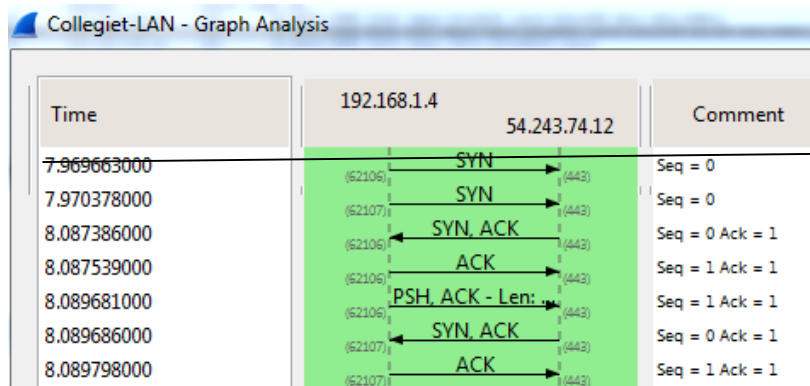 Collegiet-LAN - Graph Analysis
Time 192.168.1.4 54.243.74.12 Comment
7.969663000 (62106) SYN (443) Seq = 0
7.970378000 (62107) SYN (443) Seq = 0
8.087386000 (62106) SYN, ACK (443) Seq = 0 Ack = 1
8.087539000 (62106) ACK (443) Seq = 1 Ack = 1
8.089681000 (62106) PSH, ACK - Len: ... (443) Seq = 1 Ack = 1
8.089686000 (62107) SYN, ACK (443) Seq = 0 Ack = 1
8.089798000 (62107) ACK (443) Seq = 1 Ack = 1